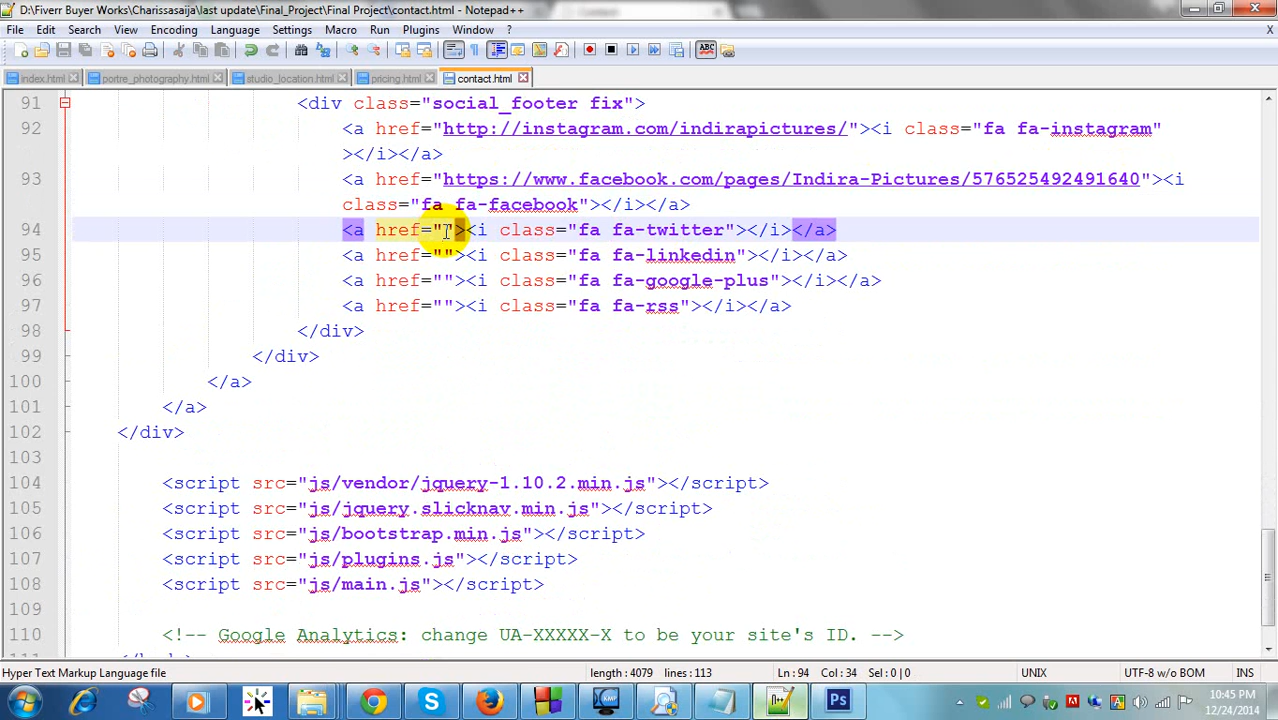 D:\Fiverr Buyer Works\Charissasaija\last update\Final_Project\Final Project\contact.html - Notepad++
File Edit Search View Encoding Language Settings Macro Run Plugins Window ? X
index.html portre_photography.html studio_location.html pricing.html contact.html
91 <div class="social_footer fix">
92 <a href="http://instagram.com/indirapictures/"><i class="fa fa-instagram"
></i></a>
93 <a href="https://www.facebook.com/pages/Indira-Pictures/576525492491640"><i
class="fa fa-facebook"></i></a>
94 <a href=""><i class="fa fa-twitter"></i></a>
95 <a href=""><i class="fa fa-linkedin"></i></a>
96 <a href=""><i class="fa fa-google-plus"></i></a>
97 <a href=""><i class="fa fa-rss"></i></a>
98 </div>
99 </div>
100 </a>
101 </a>
102 </div>
103
104 <script src="js/vendor/jquery-1.10.2.min.js"></script>
105 <script src="js/jquery.slicknav.min.js"></script>
106 <script src="js/bootstrap.min.js"></script>
107 <script src="js/plugins.js"></script>
108 <script src="js/main.js"></script>
109
110 <!-- Google Analytics: change UA-XXXXX-X to be your site's ID. -->
Hyper Text Markup Language file length : 4079 lines : 113 Ln : 94 Col : 34 Sel : 0 | 0 UNIX UTF-8 w/o BOM INS
10:45 PM
12/24/2014